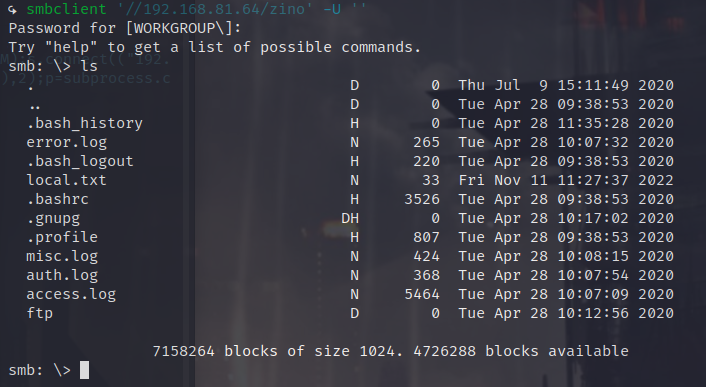 ↳ smbclient '//192.168.81.64/zino' -U ''
Password for [WORKGROUP\]:
Try "help" to get a list of possible commands.
smb: \> ls
  .                                   D        0  Thu Jul  9 15:11:49 2020
  ..                                  D        0  Tue Apr 28 09:38:53 2020
  .bash_history                       H        0  Tue Apr 28 11:35:28 2020
  error.log                           N      265  Tue Apr 28 10:07:32 2020
  .bash_logout                        H      220  Tue Apr 28 09:38:53 2020
  local.txt                           N       33  Fri Nov 11 11:27:37 2022
  .bashrc                             H     3526  Tue Apr 28 09:38:53 2020
  .gnupg                             DH        0  Tue Apr 28 10:17:02 2020
  .profile                            H      807  Tue Apr 28 09:38:53 2020
  misc.log                            N      424  Tue Apr 28 10:08:15 2020
  auth.log                            N      368  Tue Apr 28 10:07:54 2020
  access.log                          N     5464  Tue Apr 28 10:07:09 2020
  ftp                                 D        0  Tue Apr 28 10:12:56 2020
7158264 blocks of size 1024. 4726288 blocks available
smb: \>